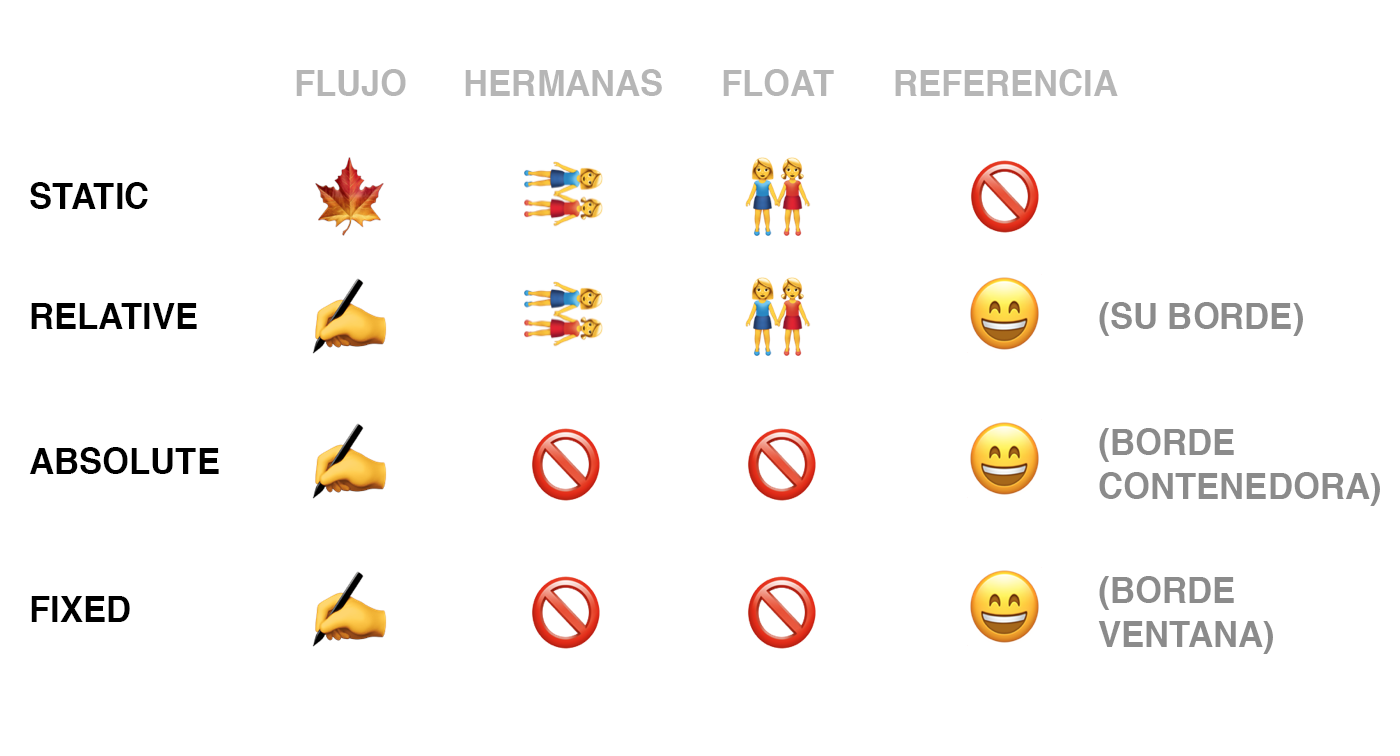 FLUJO HERMANAS FLOAT REFERENCIA
STATIC
RELATIVE (SU BORDE)
ABSOLUTE (BORDE
CONTENEDORA)
FIXED (BORDE
VENTANA)